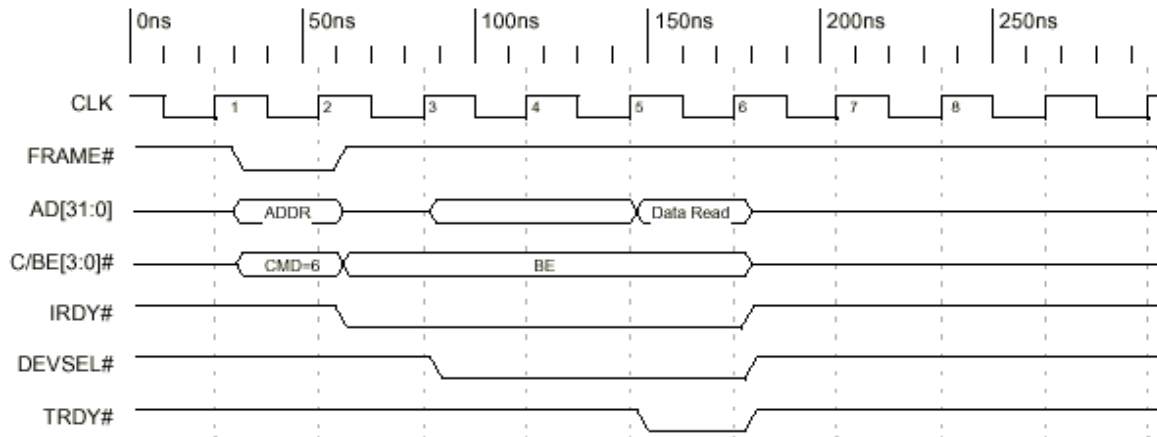 0ns 50ns 100ns 150ns 200ns 250ns
CLK 1 2 3 4 5 6 7 8
FRAME#
AD[31:0] ADDR Data Read
C/BE[3:0]# CMD=6 BE
IRDY#
DEVSEL#
TRDY#